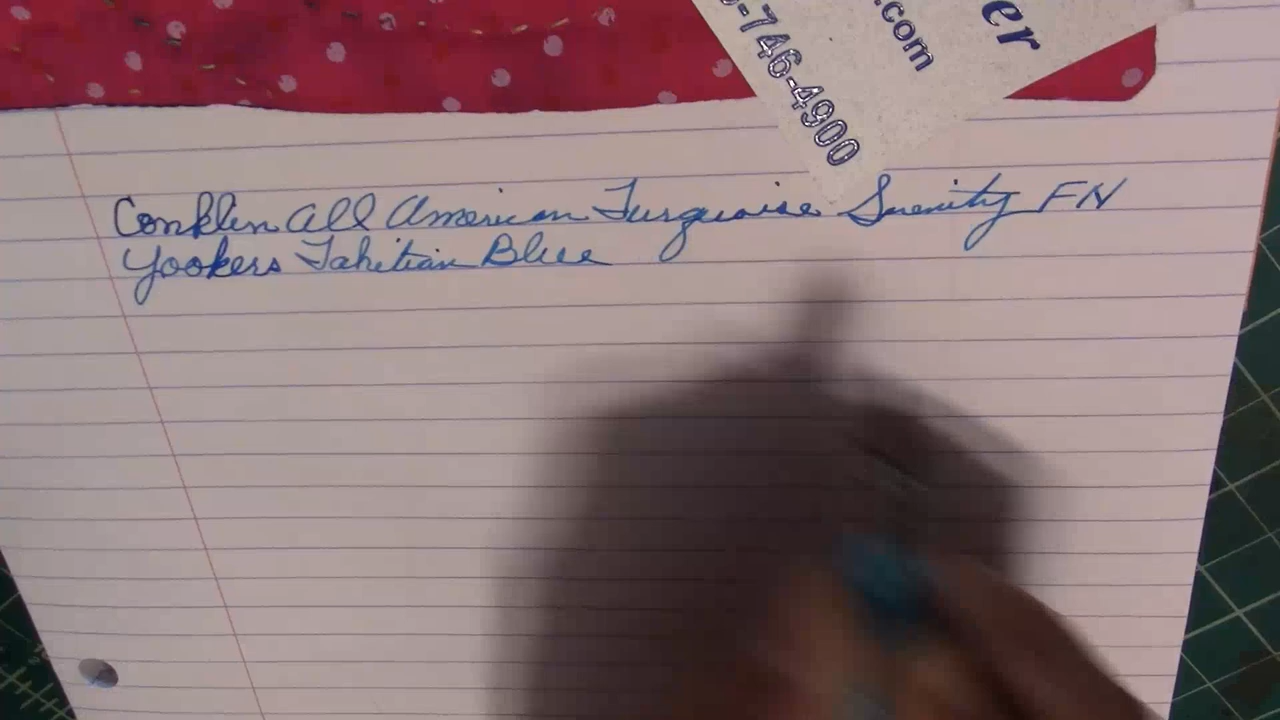 er
.com
-746-4900
Conklin All American Turquoise Serenity FN
Yookers Tahitian Blue